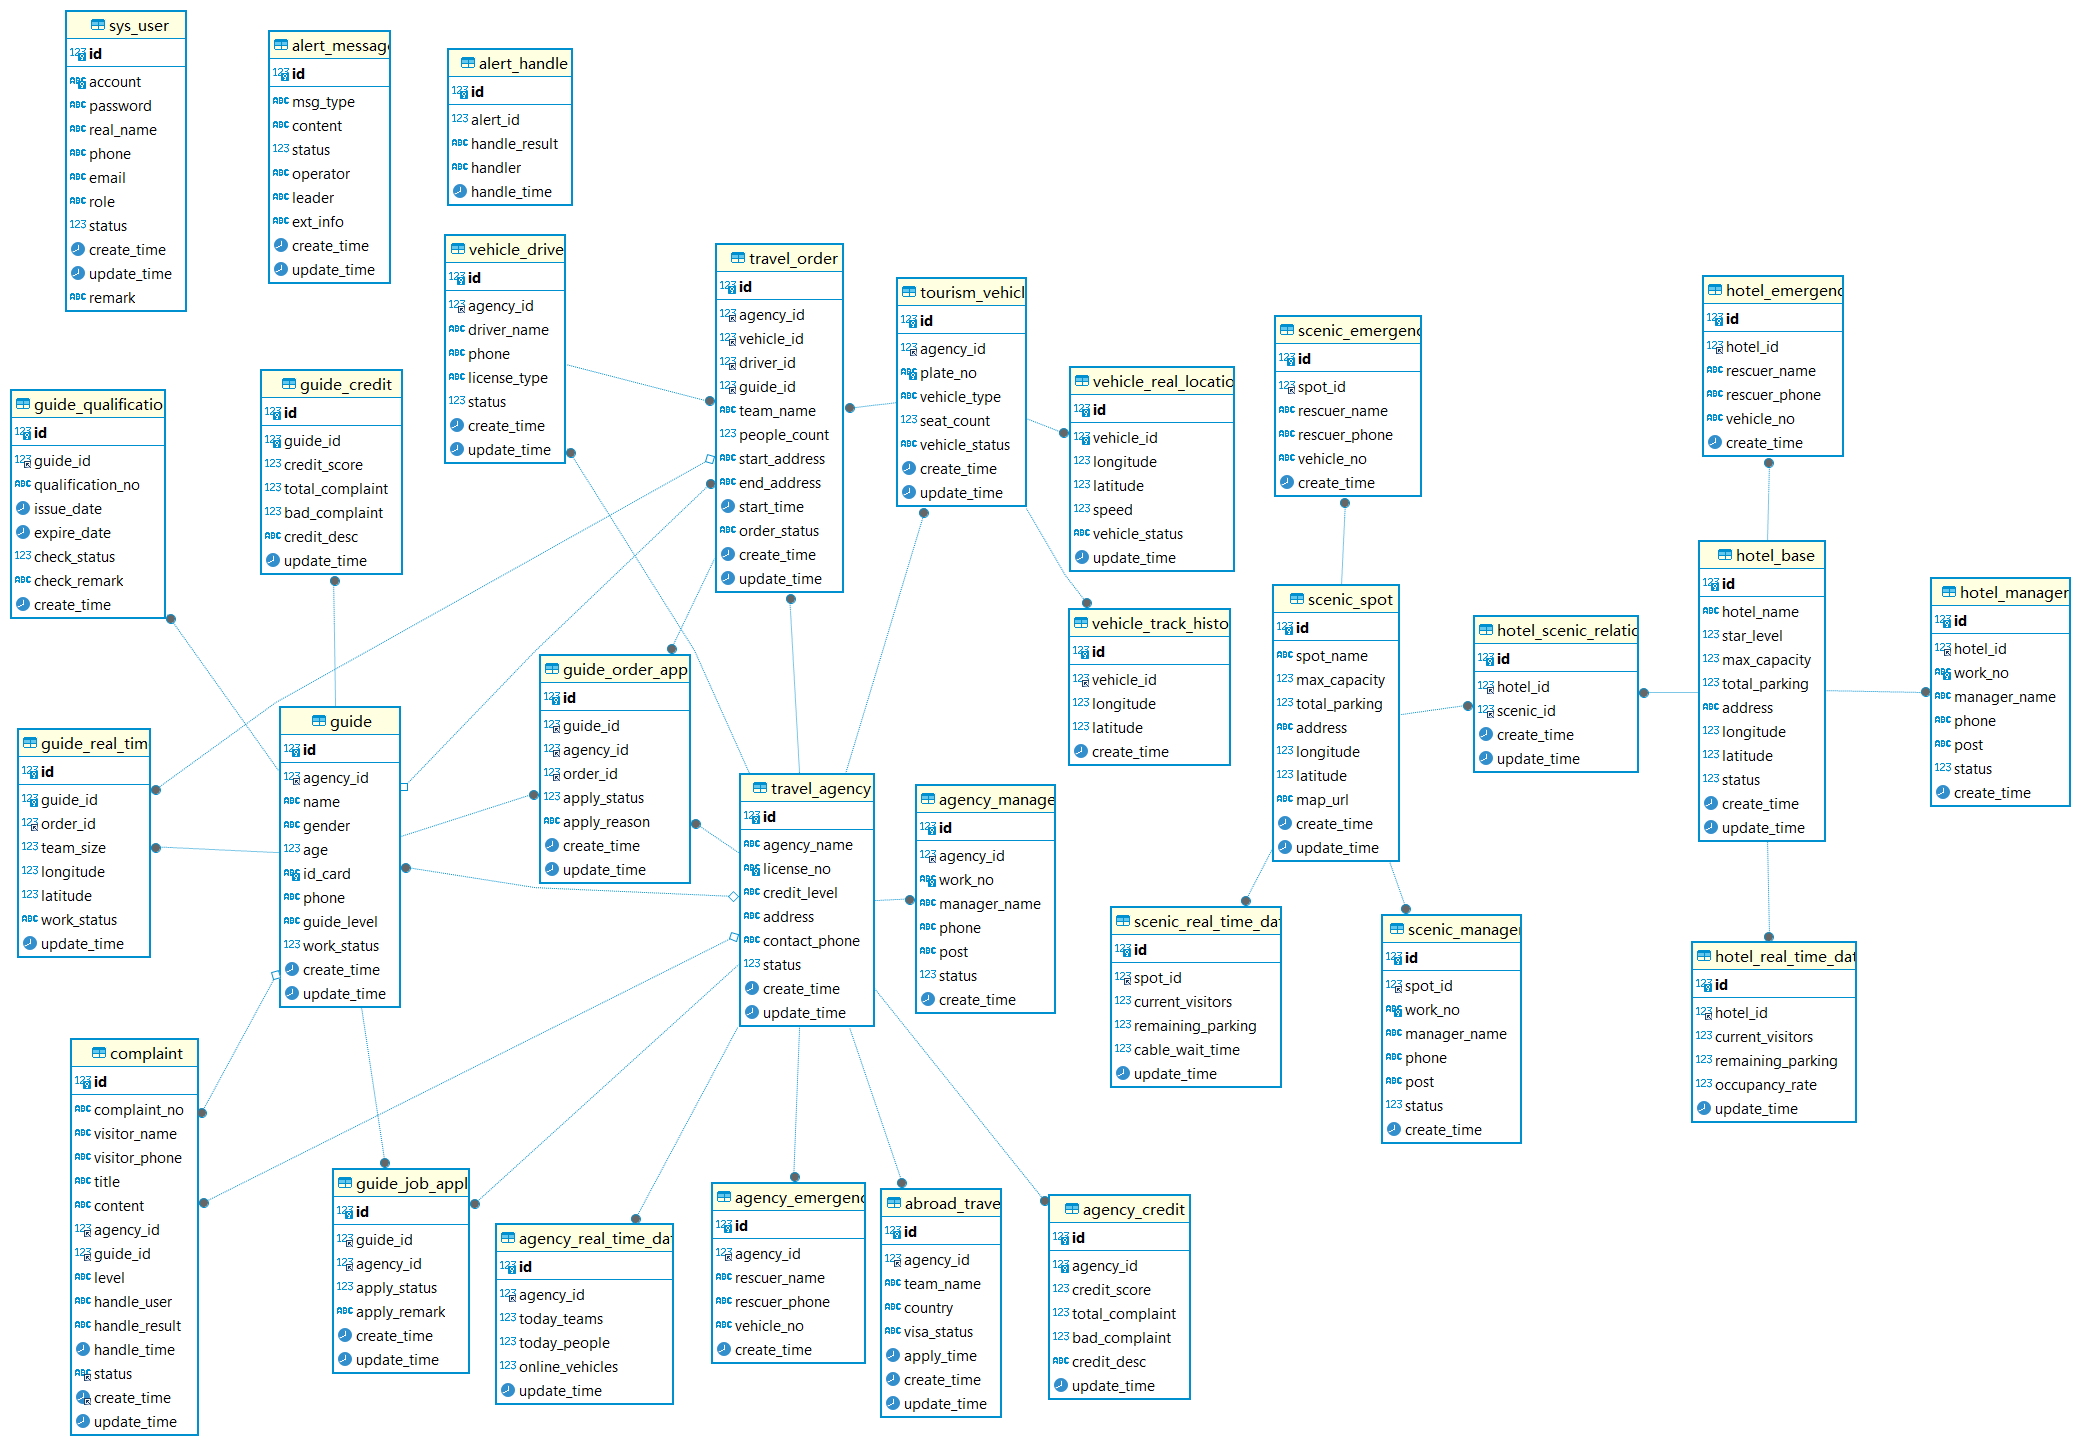 sys_user
id
account
password
real_name
phone
email
role
status
create_time
update_time
remark
alert_messag
id
msg_type
content
status
operator
leader
ext_info
create_time
update_time
alert_handle
id
alert_id
handle_result
handler
handle_time
vehicle_drive
id
agency_id
driver_name
phone
license_type
status
create_time
update_time
travel_order
id
agency_id
vehicle_id
driver_id
guide_id
team_name
people_count
start_address
end_address
start_time
order_status
create_time
update_time
tourism_vehicl
id
agency_id
plate_no
vehicle_type
seat_count
vehicle_status
create_time
update_time
vehicle_real_locatio
id
vehicle_id
longitude
latitude
speed
vehicle_status
update_time
scenic_emergenc
id
spot_id
rescuer_name
rescuer_phone
vehicle_no
create_time
hotel_emergenc
id
hotel_id
rescuer_name
rescuer_phone
vehicle_no
create_time
guide_qualificatio
id
guide_id
qualification_no
issue_date
expire_date
check_status
check_remark
create_time
guide_credit
id
guide_id
credit_score
total_complaint
bad_complaint
credit_desc
update_time
vehicle_track_histo
id
vehicle_id
longitude
latitude
create_time
scenic_spot
id
spot_name
max_capacity
total_parking
address
longitude
latitude
map_url
create_time
update_time
hotel_scenic_relatic
id
hotel_id
scenic_id
create_time
update_time
hotel_base
id
hotel_name
star_level
max_capacity
total_parking
address
longitude
latitude
status
create_time
update_time
hotel_manager
id
hotel_id
work_no
manager_name
phone
post
status
create_time
guide_real_tim
id
guide_id
order_id
team_size
longitude
latitude
work_status
update_time
guide
id
agency_id
name
gender
age
id_card
phone
guide_level
work_status
create_time
update_time
guide_order_app
id
guide_id
agency_id
order_id
apply_status
apply_reason
create_time
update_time
travel_agency
id
agency_name
license_no
credit_level
address
contact_phone
status
create_time
update_time
agency_manage
id
agency_id
work_no
manager_name
phone
post
status
create_time
scenic_real_time_dat
id
spot_id
current_visitors
remaining_parking
cable_wait_time
update_time
scenic_manager
id
spot_id
work_no
manager_name
phone
post
status
create_time
hotel_real_time_dat
id
hotel_id
current_visitors
remaining_parking
occupancy_rate
update_time
complaint
id
complaint_no
visitor_name
visitor_phone
title
content
agency_id
guide_id
level
handle_user
handle_result
handle_time
status
create_time
update_time
guide_job_appl
id
guide_id
agency_id
apply_status
apply_remark
create_time
update_time
agency_real_time_dat
id
agency_id
today_teams
today_people
online_vehicles
update_time
agency_emergenc
id
agency_id
rescuer_name
rescuer_phone
vehicle_no
create_time
abroad_trave
id
agency_id
team_name
country
visa_status
apply_time
create_time
update_time
agency_credit
id
agency_id
credit_score
total_complaint
bad_complaint
credit_desc
update_time